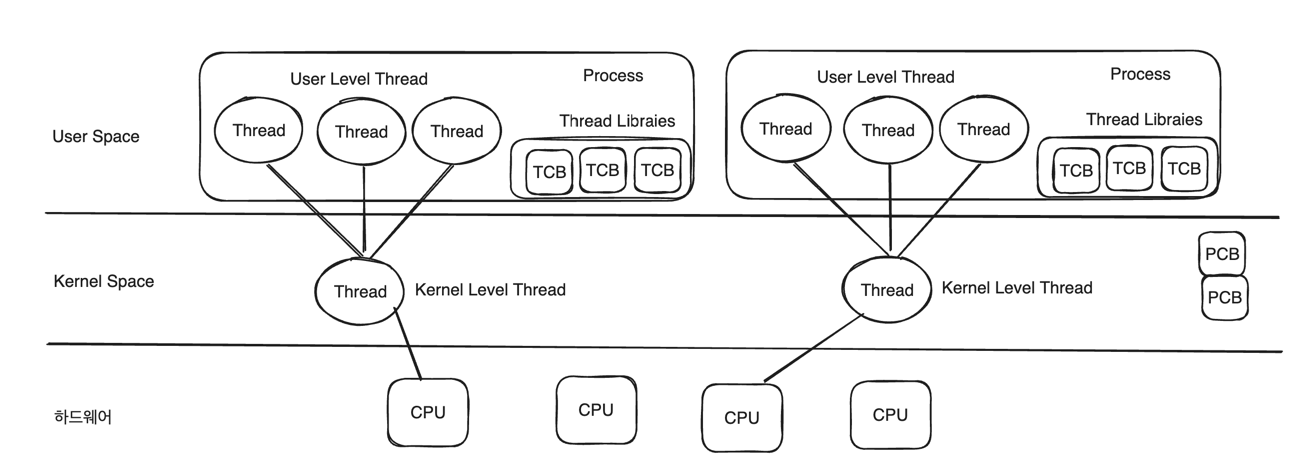 User Level Thread
Process
User Level Thread
Process
Thread Libraies
Thread Libraies
User Space
Thread
Thread
Thread
TCB
TCB
TCB
Thread
Thread
Thread
TCB
TCB
TCB
PCB
PCB
Kernel Space
Thread
Kernel Level Thread
Thread
Kernel Level Thread
하드웨어
CPU
CPU
CPU
CPU